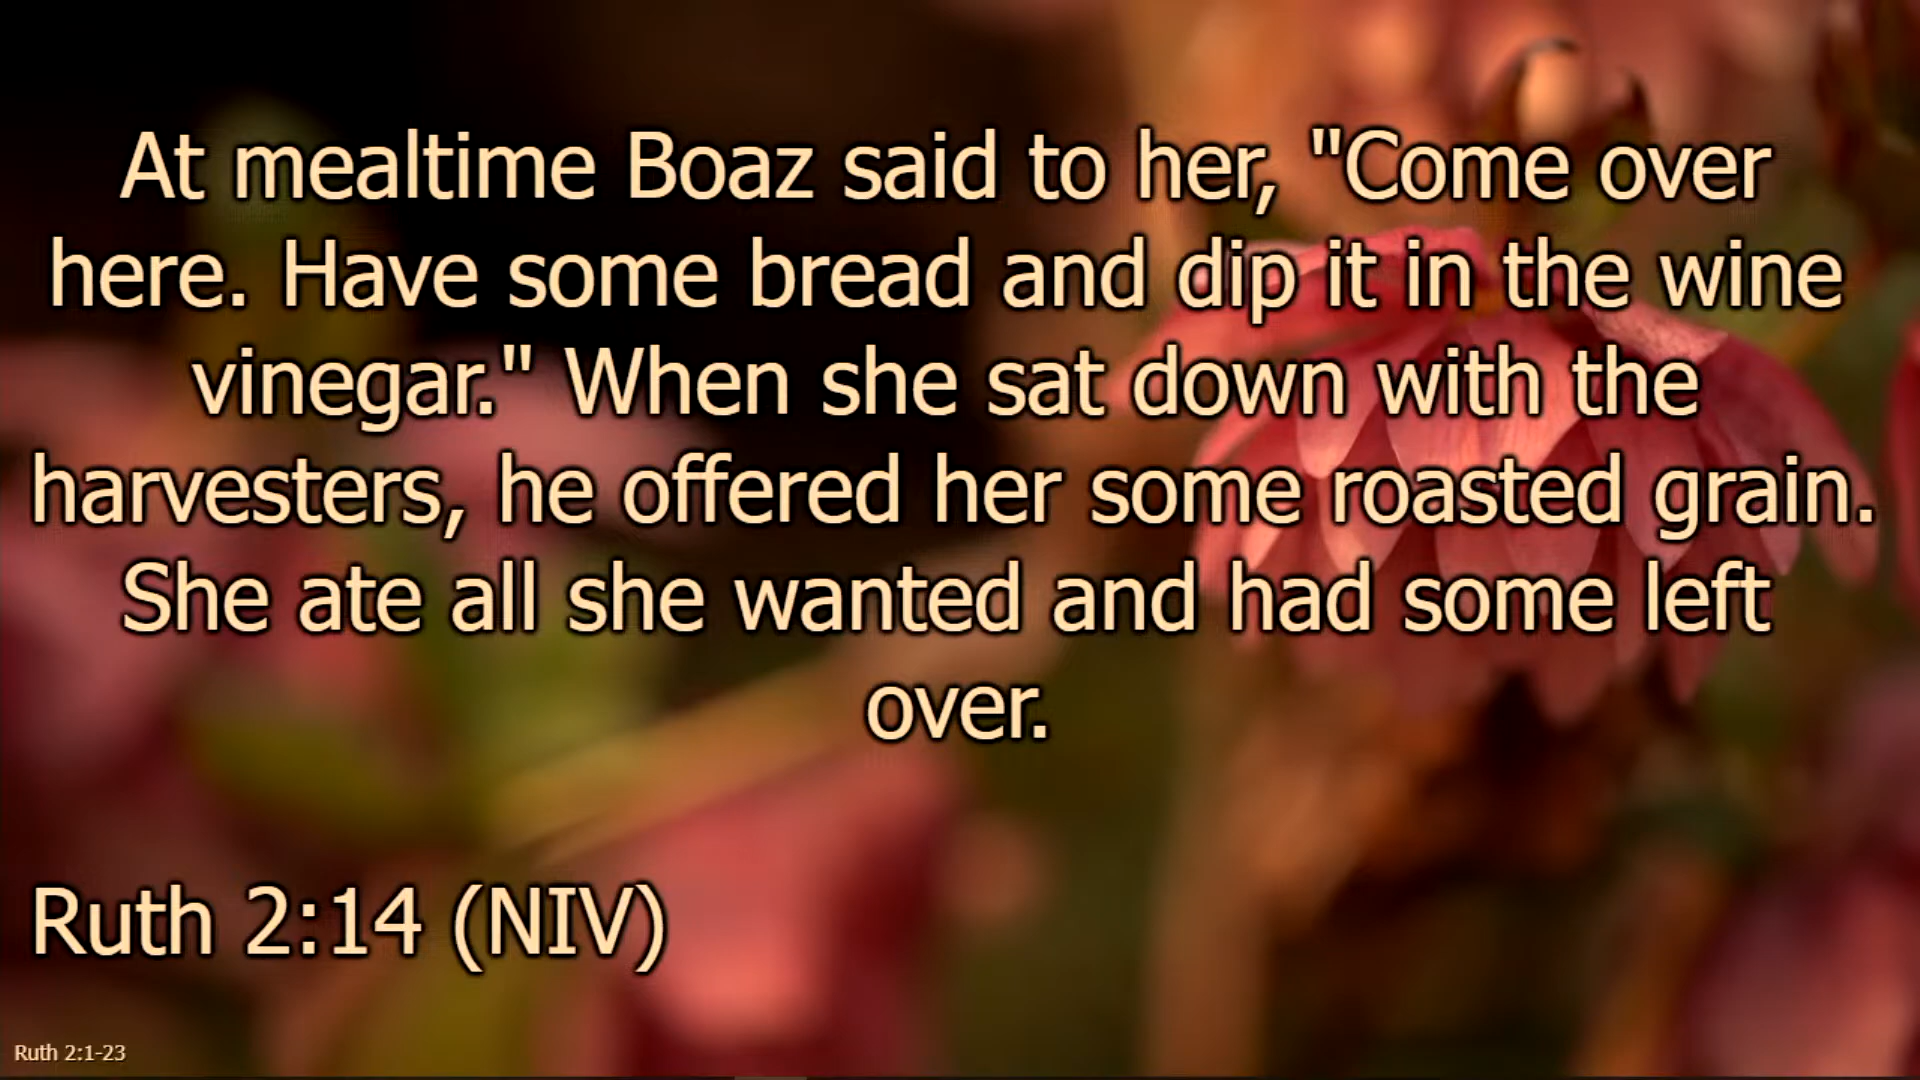 At mealtime Boaz said to her, "Come over
here. Have some bread and dip it in the wine
vinegar." When she sat down with the
harvesters, he offered her some roasted grain.
She ate all she wanted and had some left
over.
Ruth 2:14 (NIV)
Ruth 2:1-23